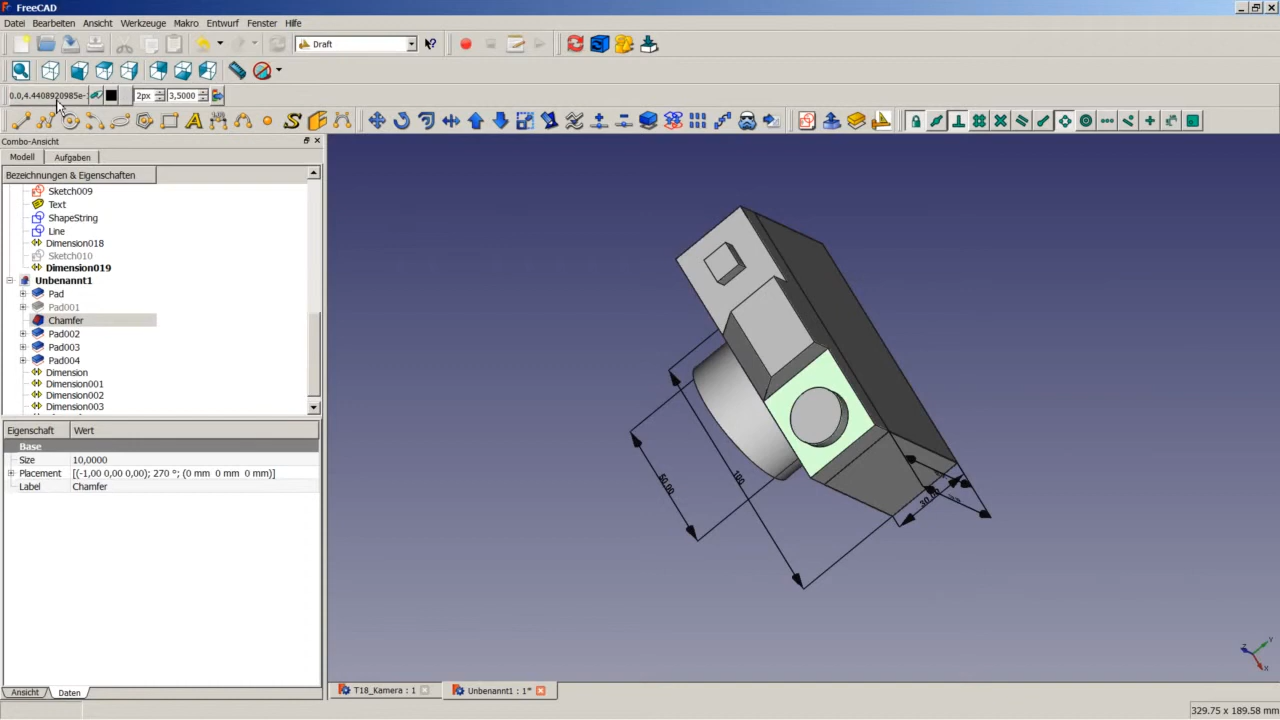 FreeCAD
Datei Bearbeiten Ansicht Werkzeuge Makro Entwurf Fenster Hilfe
Draft
0.0,4.4408920985e- 2px 3,5000
Combo-Ansicht
Modell Aufgaben
Bezeichnungen & Eigenschaften
Sketch009
Text
ShapeString
Line
Dimension018
Sketch010
Dimension019
Unbenannt1
Pad
Pad001
Chamfer
Pad002
Pad003
Pad004
Dimension
Dimension001
Dimension002
Dimension003
Eigenschaft Wert
Base
Size 10,0000
Placement [(-1,00 0,00 0,00); 270 °; (0 mm 0 mm 0 mm)]
Label Chamfer
50.00
100
30.00
Ansicht Daten
T18_Kamera : 1 Unbenannt1 : 1*
Y
Z
X
329.75 x 189.58 mm